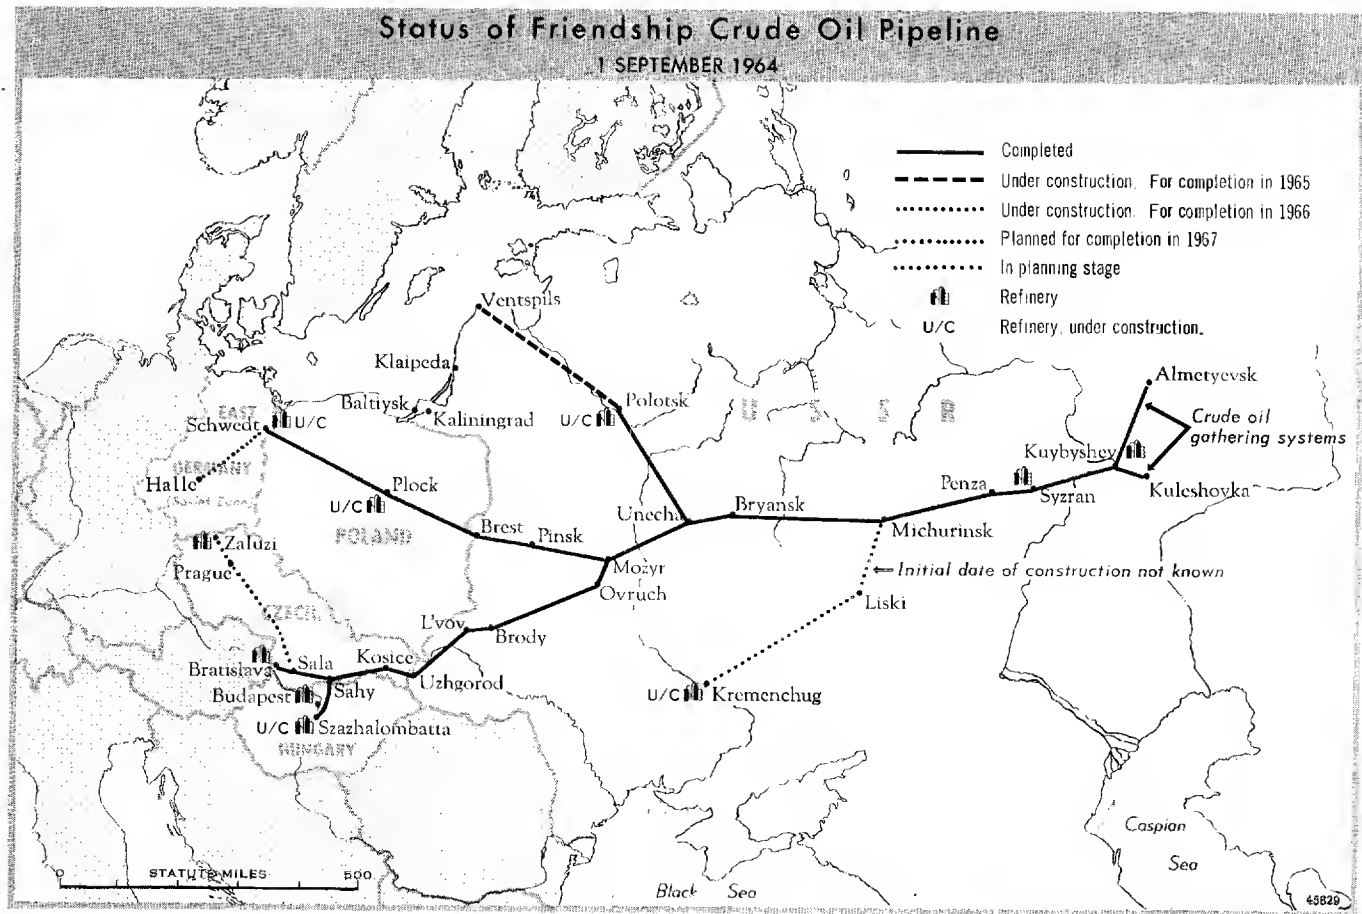 Status of Friendship Crude Oil Pipeline
1 SEPTEMBER 1964
Completed
Under construction. For completion in 1965
Under construction. For completion in 1966
Planned for completion in 1967
In planning stage
Refinery
U/C Refinery, under construction.
Ventspils
Klaipeda
Baltiysk
Kaliningrad
Polotsk
U/C
Almetyevsk
Crude oil
gathering systems
EAST
Schwedt
U/C
GERMANY
(Soviet Zone)
Halle
Plock
U/C
POLAND
Kuybyshev
Kuleshovka
Penza
Syzran
Brest
Pinsk
Unecha
Bryansk
Michurinsk
Mozyr
Ovruch
Zaluzi
Prague
CZECH.
Initial date of construction not known
Liski
L'vov
Brody
Kosice
Uzhgorod
Bratislava
Sala
Sahy
Budapest
U/C
Szazhalombatta
HUNGARY
U/C
Kremenchug
Caspian
Sea
Black Sea
0 STATUTE MILES 500
45829